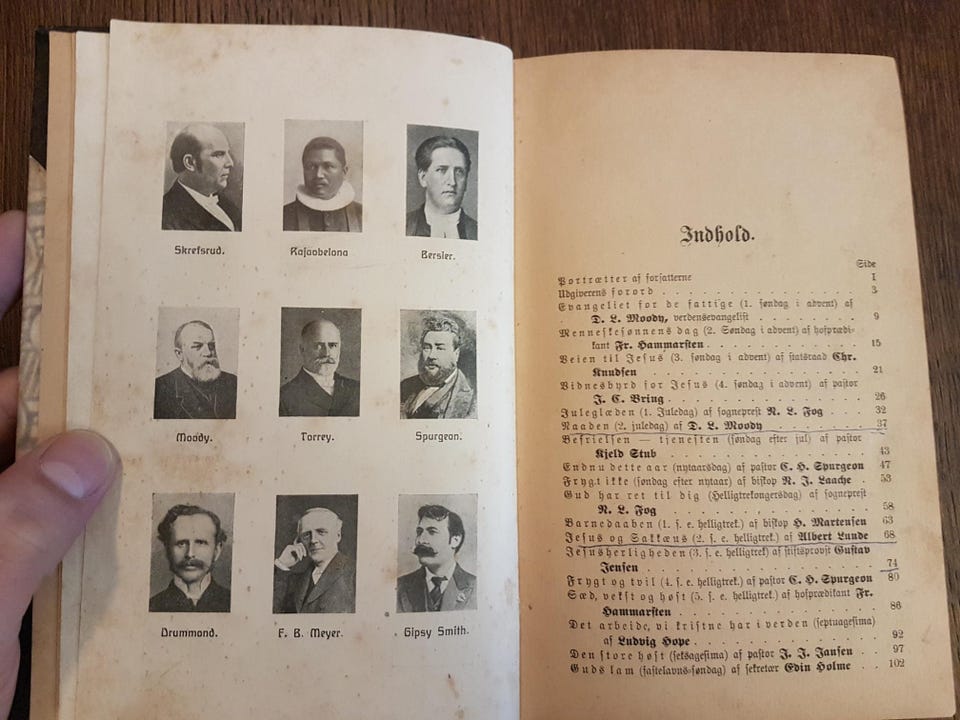 Skrefsrud. Rajaobelona Bersier.
Moody. Torrey. Spurgeon.
Drummond. F. B. Meyer. Gipsy Smith.
Indhold.
Side
Portrætter af forfatterne 1
Udgiverens forord . . . . . . . . . . . . . 3
Evangeliet for de fattige (1. søndag i advent) af
D. L. Moody, verdensevangelist . . . . . . . 9
Menneskesønnens dag (2. Søndag i advent) af hofprædi-
kant Fr. Hammarsten . . . . . . . . . . . . 15
Veien til Jesus (3. søndag i advent) af statsraad Chr.
Knudsen . . . . . . . . . . . . . . . 21
Vidnesbyrd for Jesus (4. søndag i advent) af pastor
J. C. Bring . . . . . . . . . . . . . . 26
Juleglæden (1. Juledag) af sogneprest N. L. Fog . . 32
Naaden (2. juledag) af D. L. Moody . . . . . . . 37
Befrielsen — tjenesten (søndag efter jul) af pastor
Kjeld Stub . . . . . . . . . . . . . . 43
Endnu dette aar (nytaarsdag) af pastor C. H. Spurgeon 47
Frygt ikke (søndag efter nytaar) af biskop N. J. Laache . 53
Gud har ret til dig (Helligtrekongersdag) af sogneprest
N. L. Fog . . . . . . . . . . . . . . 58
Barnedaaben (1. s. e. helligtrek.) af biskop H. Martensen 63
Jesus og Sakkæus (2. s. e. helligtrek.) af Albert Lunde 68
Jesusherligheden (3. s. e. helligtrek.) af stiftsprovst Gustav
Jensen . . . . . . . . . . . . . . . 74
Frygt og tvil (4. s. e. helligtrek.) af pastor C. H. Spurgeon 80
Sæd, vekst og høst (5. s. e. helligtrek.) af hofprædikant Fr.
Hammarsten . . . . . . . . . . . . . . 86
Det arbeide, vi kristne har i verden (septuagesima)
af Ludvig Hope . . . . . . . . . . . . . 92
Den store høst (seksagesima) af pastor J. J. Jansen . . 97
Guds lam (fastelavns-søndag) af sekretær Edin Holme . . 102